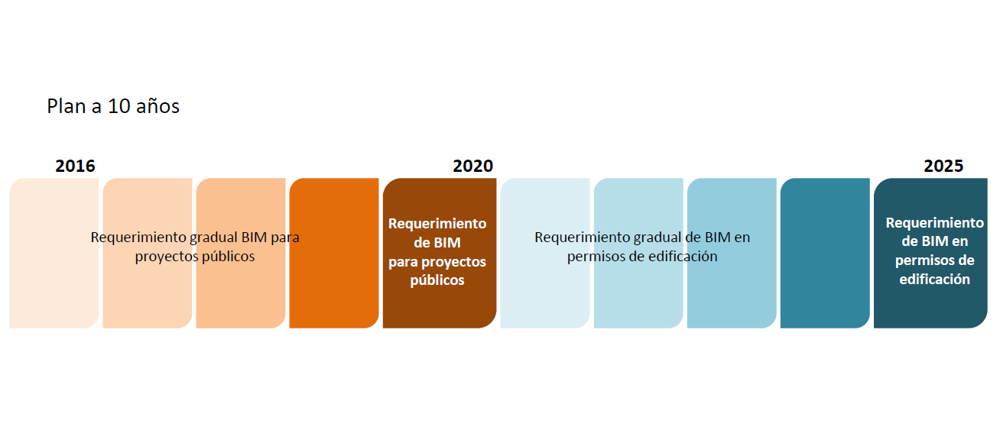 Plan a 10 años
2016
2020
2025
Requerimiento gradual BIM para
proyectos públicos
Requerimiento
de BIM
para proyectos
públicos
Requerimiento gradual de BIM en
permisos de edificación
Requerimiento
de BIM en
permisos de
edificación